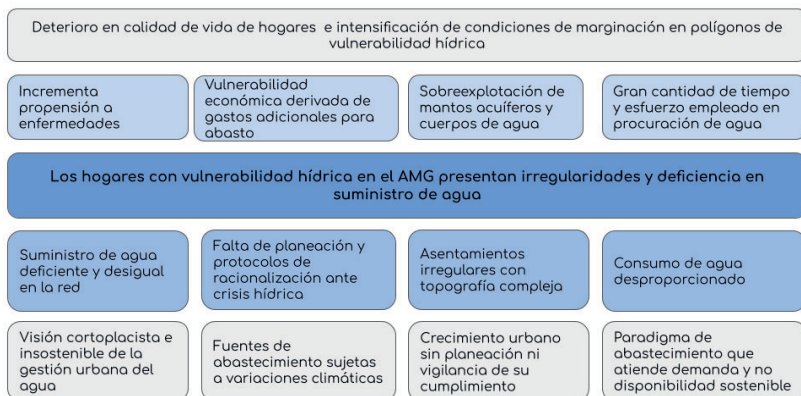 Deterioro en calidad de vida de hogares e intensificación de condiciones de marginación en polígonos de
vulnerabilidad hídrica
Incrementa
propensión a
enfermedades
Vulnerabilidad
económica derivada de
gastos adicionales para
abasto
Sobreexplotación de
mantos acuíferos y
cuerpos de agua
Gran cantidad de tiempo
y esfuerzo empleado en
procuración de agua
Los hogares con vulnerabilidad hídrica en el AMG presentan irregularidades y deficiencia en
suministro de agua
Suministro de agua
deficiente y desigual
en la red
Falta de planeación y
protocolos de
racionalización ante
crisis hídrica
Asentamientos
irregulares con
topografía compleja
Consumo de agua
desproporcionado
Visión cortoplacista e
insostenible de la
gestión urbana del
agua
Fuentes de
abastecimiento sujetas
a variaciones climáticas
Crecimiento urbano
sin planeación ni
vigilancia de su
cumplimiento
Paradigma de
abastecimiento que
atiende demanda y no
disponibilidad sostenible